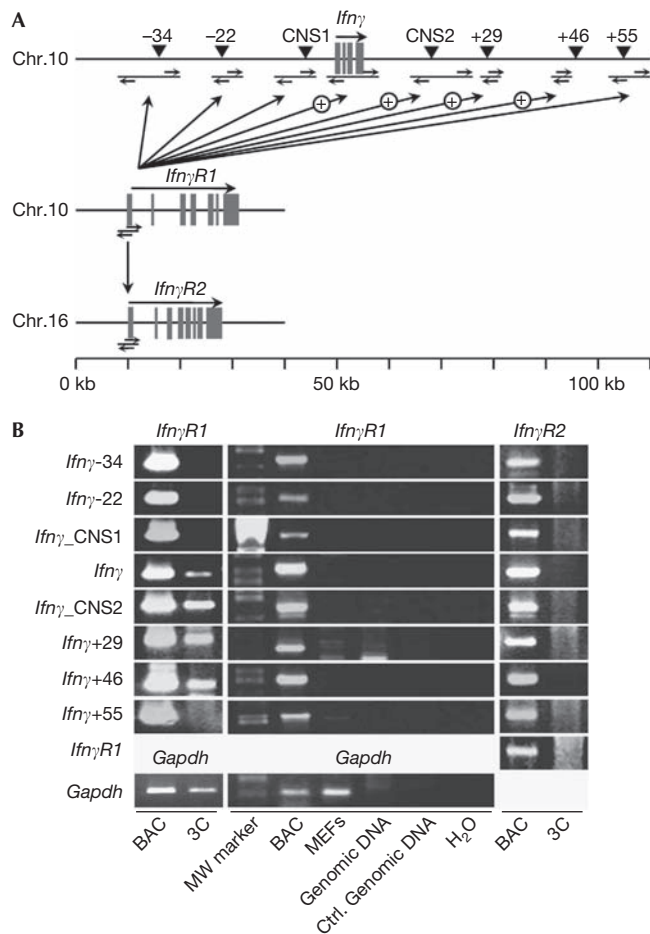 A
Ifnγ
−34 −22 CNS1 CNS2 +29 +46 +55
Chr.10
+ + + +
IfnγR1
Chr.10
IfnγR2
Chr.16
0 kb 50 kb 100 kb
B
IfnγR1 IfnγR1 IfnγR2
Ifnγ-34
Ifnγ-22
Ifnγ_CNS1
Ifnγ
Ifnγ_CNS2
Ifnγ+29
Ifnγ+46
Ifnγ+55
IfnγR1
Gapdh Gapdh
Gapdh
BAC 3C MW marker BAC MEFs Genomic DNA Ctrl. Genomic DNA H₂O BAC 3C